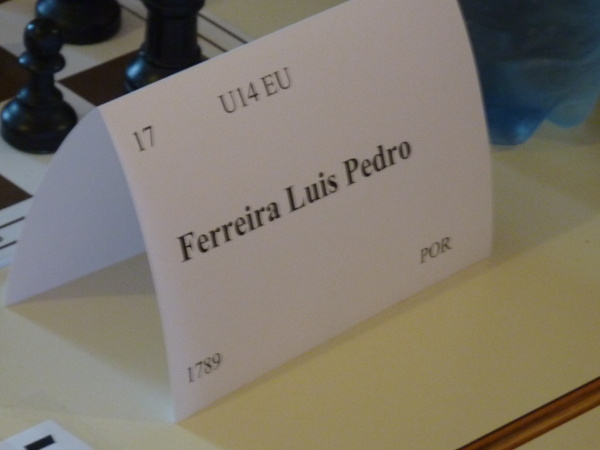 17 U14 EU
Ferreira Luis Pedro
POR
1789